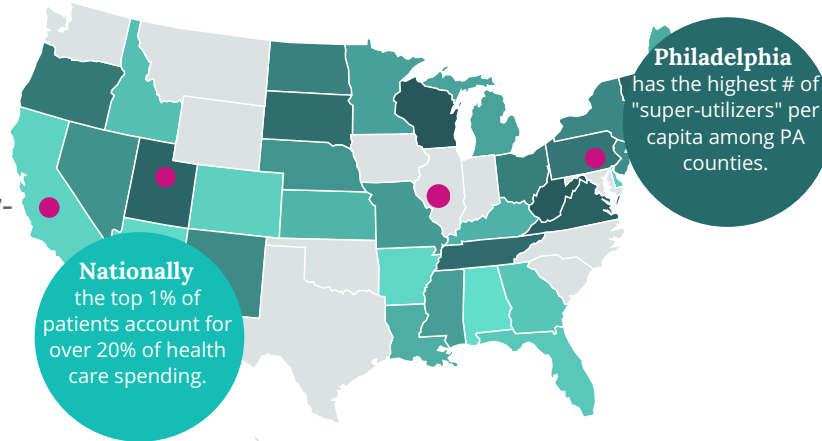 Philadelphia
has the highest # of
"super-utilizers" per
capita among PA
counties.
Nationally
the top 1% of
patients account for
over 20% of health
care spending.